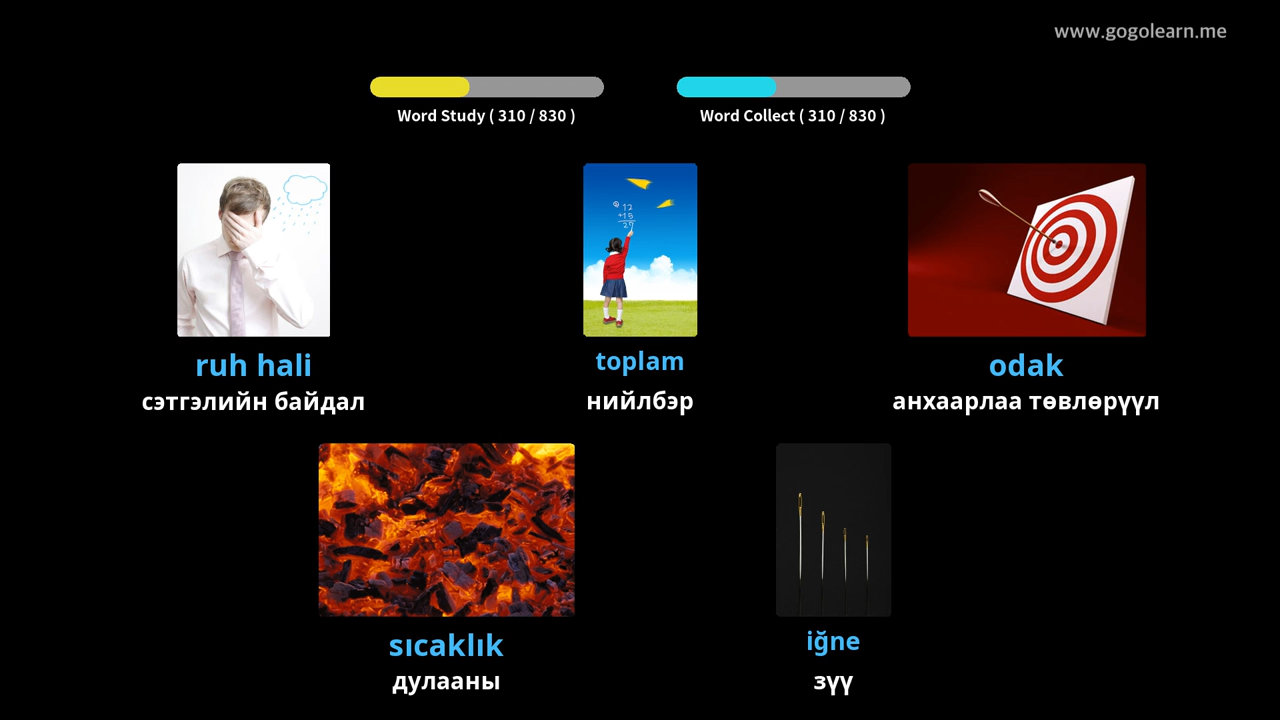 www.gogolearn.me
Word Study ( 310 / 830 )
Word Collect ( 310 / 830 )
ruh hali
сэтгэлийн байдал
toplam
нийлбэр
odak
анхаарлаа төвлөрүүл
sıcaklık
дулааны
iğne
зүү